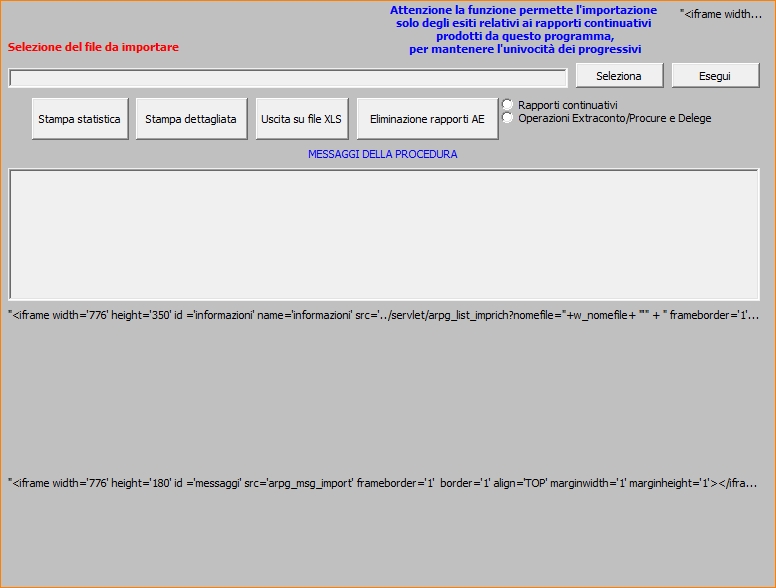 Attenzione la funzione permette l'importazione
solo degli esiti relativi ai rapporti continuativi
prodotti da questo programma,
per mantenere l'univocità dei progressivi
"<iframe width...
Selezione del file da importare
Seleziona
Esegui
Stampa statistica
Stampa dettagliata
Uscita su file XLS
Eliminazione rapporti AE
Rapporti continuativi
Operazioni Extraconto/Procure e Delege
MESSAGGI DELLA PROCEDURA
"<iframe width='776' height='350' id ='informazioni' name='informazioni' src='../servlet/arpg_list_imprich?nomefile="+w_nomefile+ "'" + " frameborder='1'...
"<iframe width='776' height='180' id ='messaggi' src='arpg_msg_import' frameborder='1'  border='1' align='TOP' marginwidth='1' marginheight='1'></ifra...